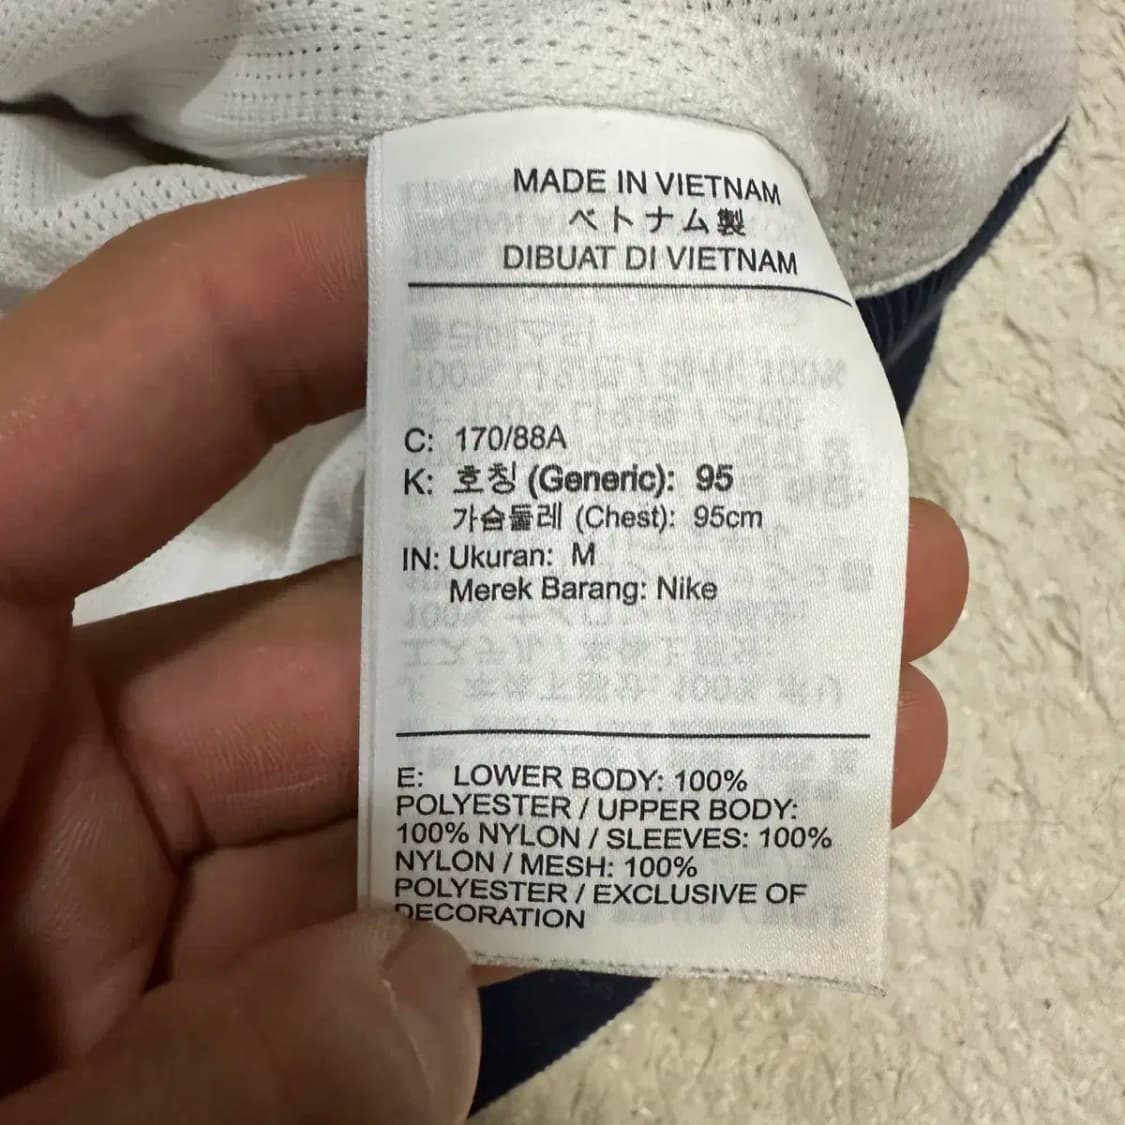 MADE IN VIETNAM
ベトナム製
DIBUAT DI VIETNAM
C: 170/88A
K: 호칭 (Generic): 95
가슴둘레 (Chest): 95cm
IN: Ukuran: M
Merek Barang: Nike
E: LOWER BODY: 100%
POLYESTER / UPPER BODY:
100% NYLON / SLEEVES: 100%
NYLON / MESH: 100%
POLYESTER / EXCLUSIVE OF
DECORATION